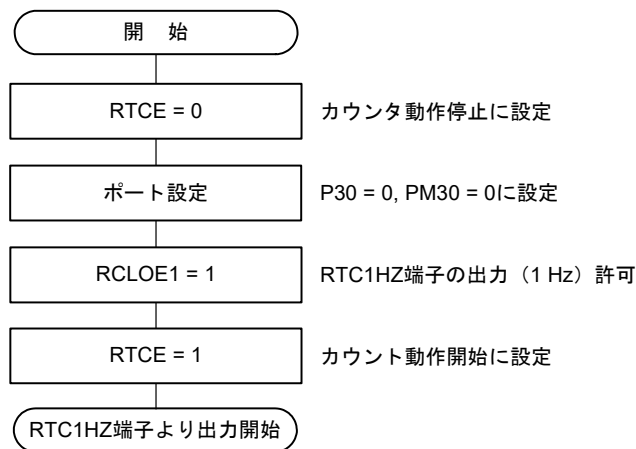 開 始
RTCE = 0
カウンタ動作停止に設定
ポート設定
P30 = 0, PM30 = 0に設定
RCLOE1 = 1
RTC1HZ端子の出力（1 Hz）許可
RTCE = 1
カウント動作開始に設定
RTC1HZ端子より出力開始